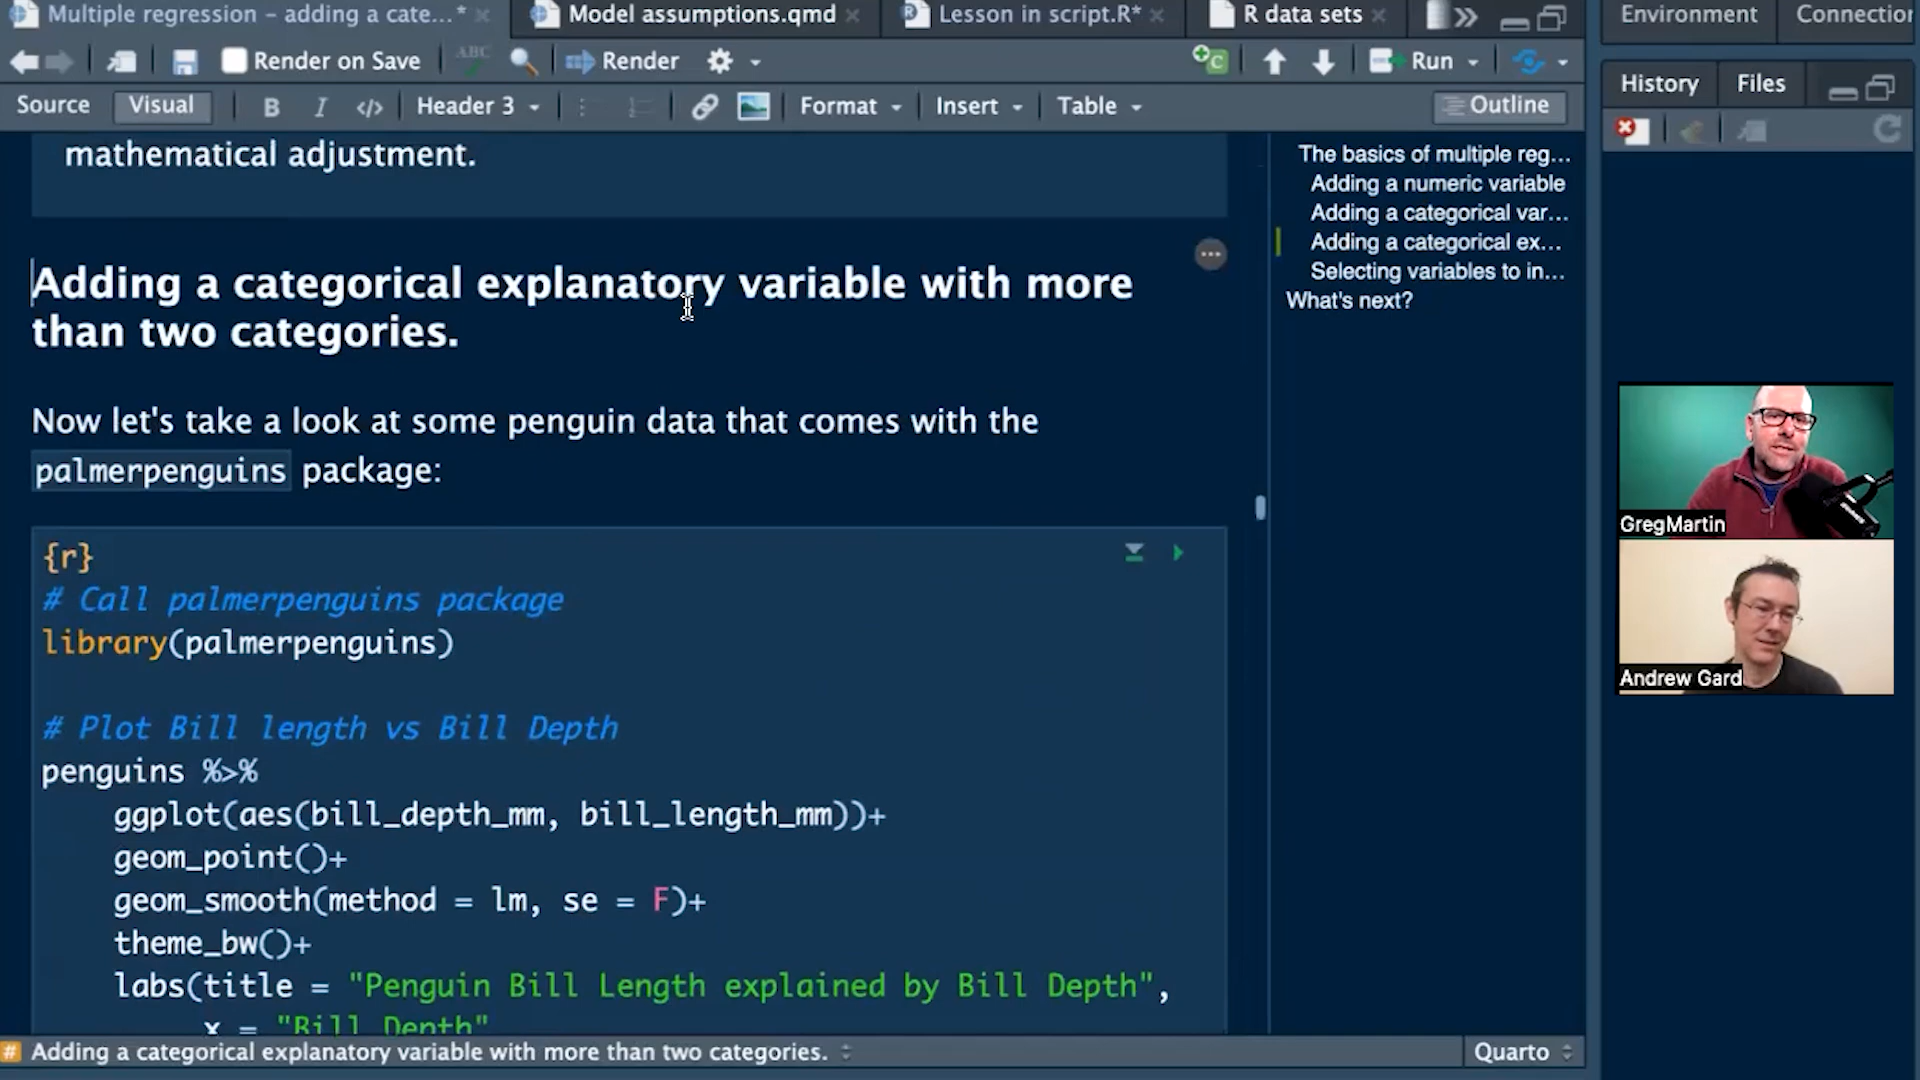 Multiple regression – adding a cate...*
Model assumptions.qmd
Lesson in script.R*
R data sets
Environment
Connection
Render on Save
ABC
Render
Run
History
Files
Source
Visual
B
I
</>
Header 3
Format
Insert
Table
Outline
mathematical adjustment.
The basics of multiple reg...
Adding a numeric variable
Adding a categorical var...
Adding a categorical ex...
Selecting variables to in...
What's next?
Adding a categorical explanatory variable with more
than two categories.
Now let's take a look at some penguin data that comes with the
palmerpenguins package:
{r}
# Call palmerpenguins package
library(palmerpenguins)
# Plot Bill length vs Bill Depth
penguins %>%
ggplot(aes(bill_depth_mm, bill_length_mm))+
geom_point()+
geom_smooth(method = lm, se = F)+
theme_bw()+
labs(title = "Penguin Bill Length explained by Bill Depth",
x = "Bill Depth"
GregMartin
Andrew Gard
# Adding a categorical explanatory variable with more than two categories.
Quarto